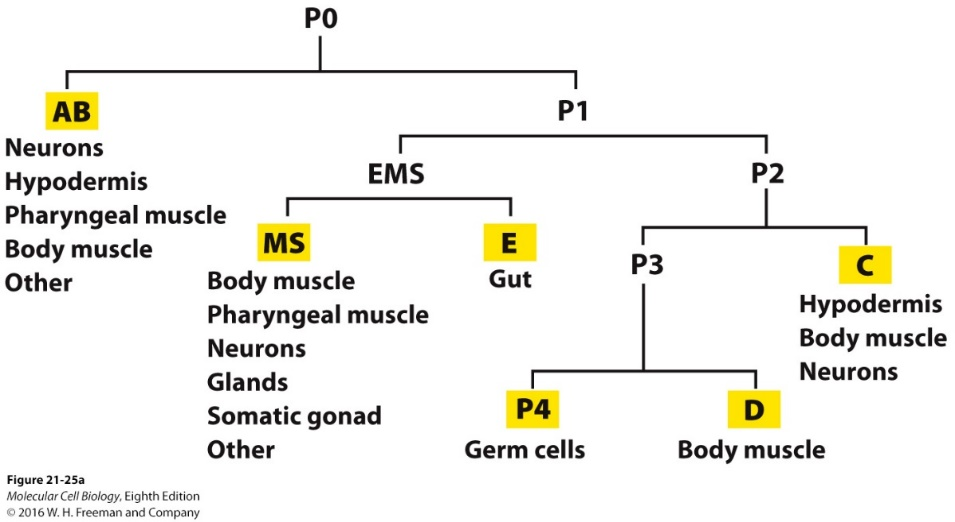 P0
AB
P1
Neurons
Hypodermis
Pharyngeal muscle
Body muscle
Other
EMS
P2
MS
E
Body muscle
Pharyngeal muscle
Neurons
Glands
Somatic gonad
Other
Gut
P3
C
Hypodermis
Body muscle
Neurons
P4
D
Germ cells
Body muscle
Figure 21-25a
Molecular Cell Biology, Eighth Edition
© 2016 W. H. Freeman and Company